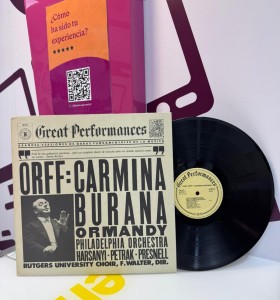 ¿Cómo
ha sido tu
experiencia?
Great Performances
ORFF: CARMINA
BURANA
ORMANDY
PHILADELPHIA ORCHESTRA
HARSANYI · PETRAK · PRESNELL
RUTGERS UNIVERSITY CHOIR, F. WALTER, DIR.
Great Performances